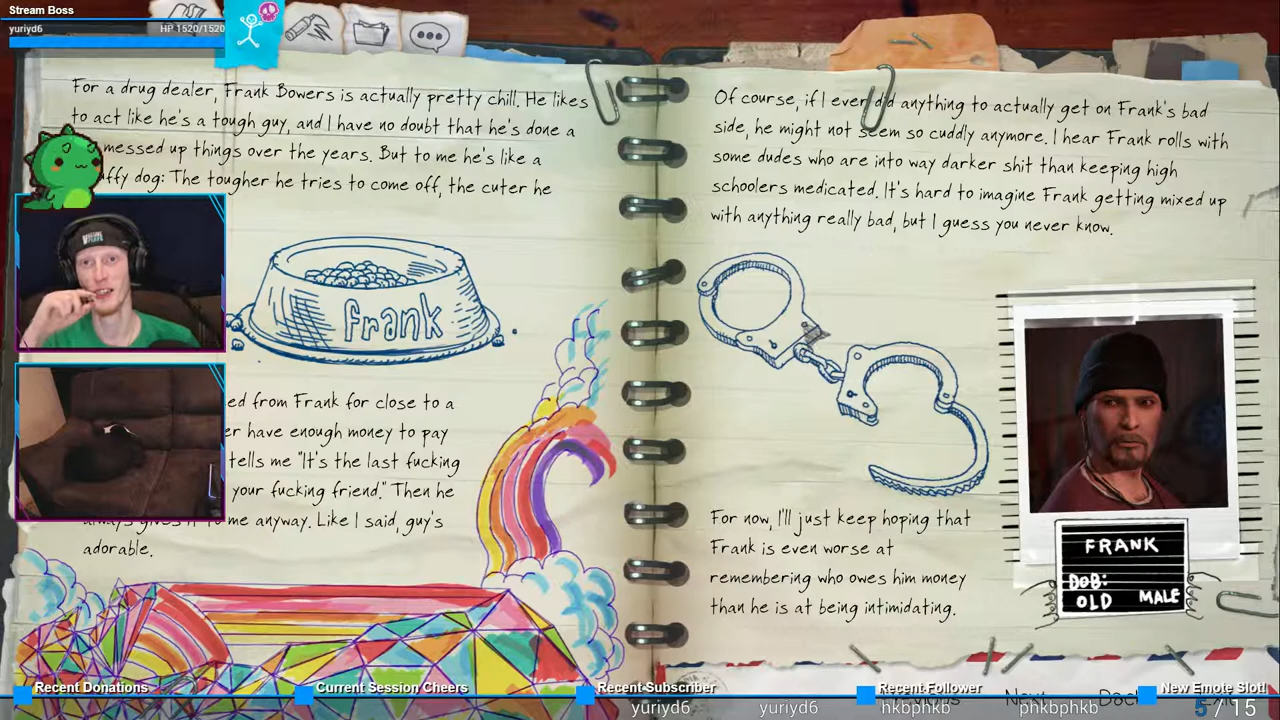 Stream Boss
yuriyd6
HP 1520/1520
For a drug dealer, Frank Bowers is actually pretty chill. He likes
to act like he's a tough guy, and I have no doubt that he's done a
messed up things over the years. But to me he's like a
dog: The tougher he tries to come off, the cuter he
frank
from Frank for close to a
have enough money to pay
tells me "It's the last fucking
your fucking friend." Then he
me anyway. Like I said, guy's
adorable.
Of course, if I ever did anything to actually get on Frank's bad
side, he might not seem so cuddly anymore. I hear Frank rolls with
some dudes who are into way darker shit than keeping high
schoolers medicated. It's hard to imagine Frank getting mixed up
with anything really bad, but I guess you never know.
For now, I'll just keep hoping that
Frank is even worse at
remembering who owes him money
than he is at being intimidating.
FRANK
DOB:
OLD MALE
Recent Donations
Current Session Cheers
Recent Subscriber
Recent Follower
New Emote Slot!
yuriyd6
yuriyd6
hkbphkb
phkbphkb
5 / 15